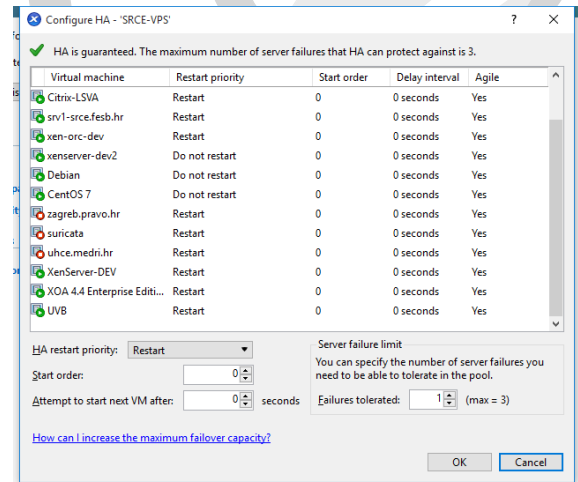 Configure HA - 'SRCE-VPS'
HA is guaranteed. The maximum number of server failures that HA can protect against is 3.
Virtual machine Restart priority Start order Delay interval Agile
Citrix-LSVA Restart 0 0 seconds Yes
srv1-srce.fesb.hr Restart 0 0 seconds Yes
xen-orc-dev Restart 0 0 seconds Yes
xenserver-dev2 Do not restart 0 0 seconds Yes
Debian Do not restart 0 0 seconds Yes
CentOS 7 Do not restart 0 0 seconds Yes
zagreb.pravo.hr Restart 0 0 seconds Yes
suricata Restart 0 0 seconds Yes
uhce.medri.hr Restart 0 0 seconds Yes
XenServer-DEV Restart 0 0 seconds Yes
XOA 4.4 Enterprise Editi... Restart 0 0 seconds Yes
UVB Restart 0 0 seconds Yes
HA restart priority: Restart
Start order: 0
Attempt to start next VM after: 0 seconds
Server failure limit
You can specify the number of server failures you
need to be able to tolerate in the pool.
Failures tolerated: 1 (max = 3)
How can I increase the maximum failover capacity?
OK Cancel